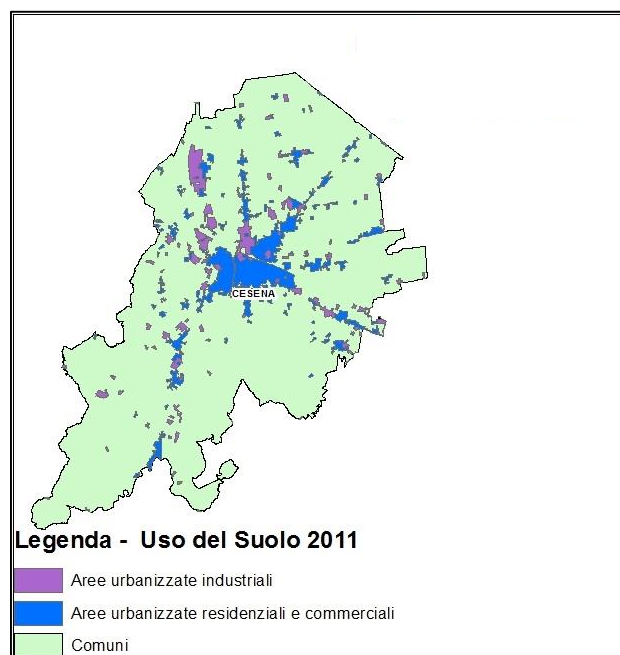 CESENA
Legenda - Uso del Suolo 2011
Aree urbanizzate industriali
Aree urbanizzate residenziali e commerciali
Comuni